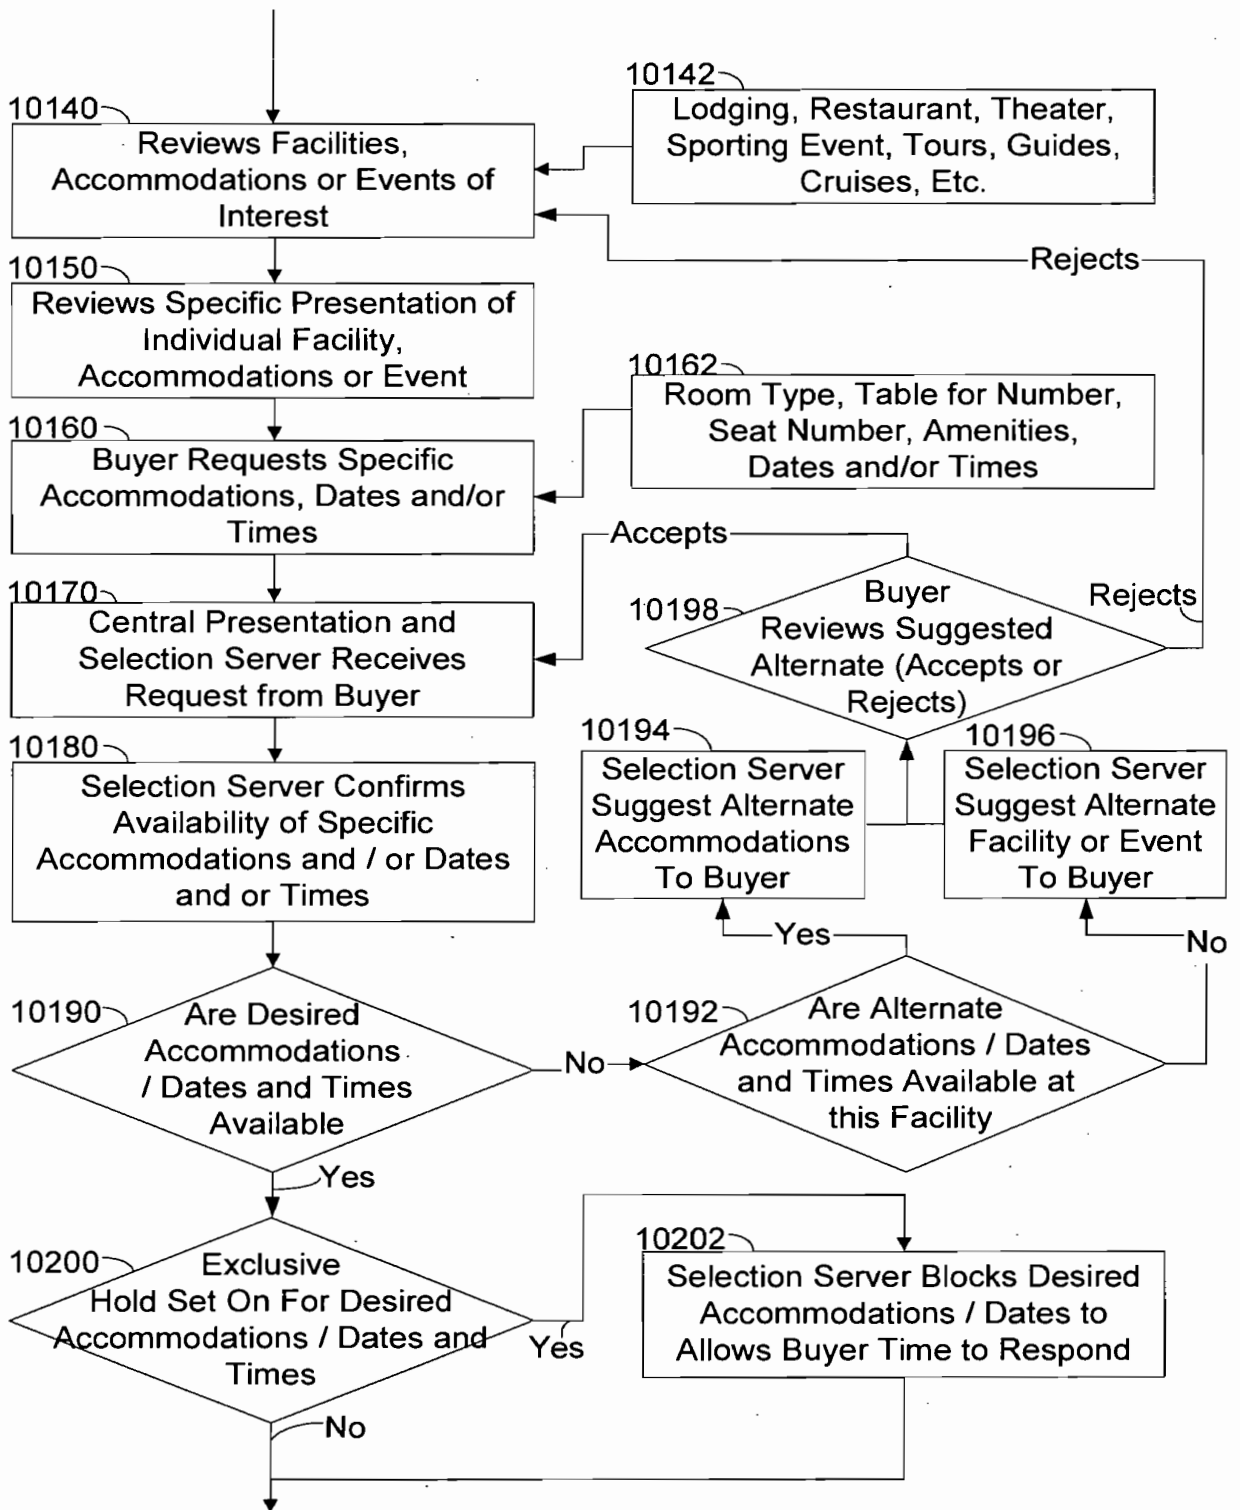 10140
Reviews Facilities,
Accommodations or Events of
Interest
10142
Lodging, Restaurant, Theater,
Sporting Event, Tours, Guides,
Cruises, Etc.
Rejects
10150
Reviews Specific Presentation of
Individual Facility,
Accommodations or Event
10160
Buyer Requests Specific
Accommodations, Dates and/or
Times
10162
Room Type, Table for Number,
Seat Number, Amenities,
Dates and/or Times
Accepts
10170
Central Presentation and
Selection Server Receives
Request from Buyer
10198
Buyer
Reviews Suggested
Alternate (Accepts or
Rejects)
Rejects
10180
Selection Server Confirms
Availability of Specific
Accommodations and / or Dates
and or Times
10194
Selection Server
Suggest Alternate
Accommodations
To Buyer
10196
Selection Server
Suggest Alternate
Facility or Event
To Buyer
Yes
No
10190
Are Desired
Accommodations
/ Dates and Times
Available
No
10192
Are Alternate
Accommodations / Dates
and Times Available at
this Facility
Yes
10200
Exclusive
Hold Set On For Desired
Accommodations / Dates and
Times
Yes
10202
Selection Server Blocks Desired
Accommodations / Dates to
Allows Buyer Time to Respond
No